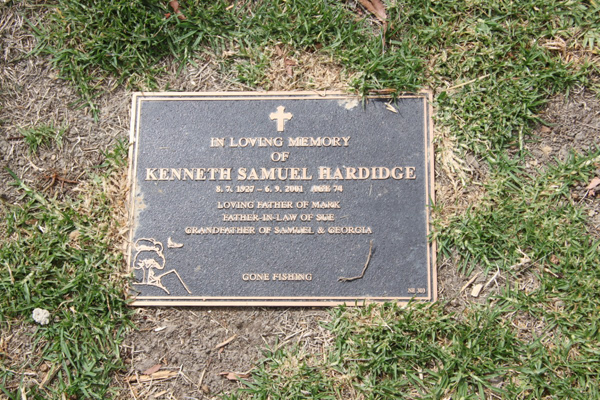 IN LOVING MEMORY
OF
KENNETH SAMUEL HARDIDGE
8. 7. 1927 – 6. 9. 2001 AGE 74
LOVING FATHER OF MARK
FATHER-IN-LAW OF SUE
GRANDFATHER OF SAMUEL & GEORGIA
GONE FISHING